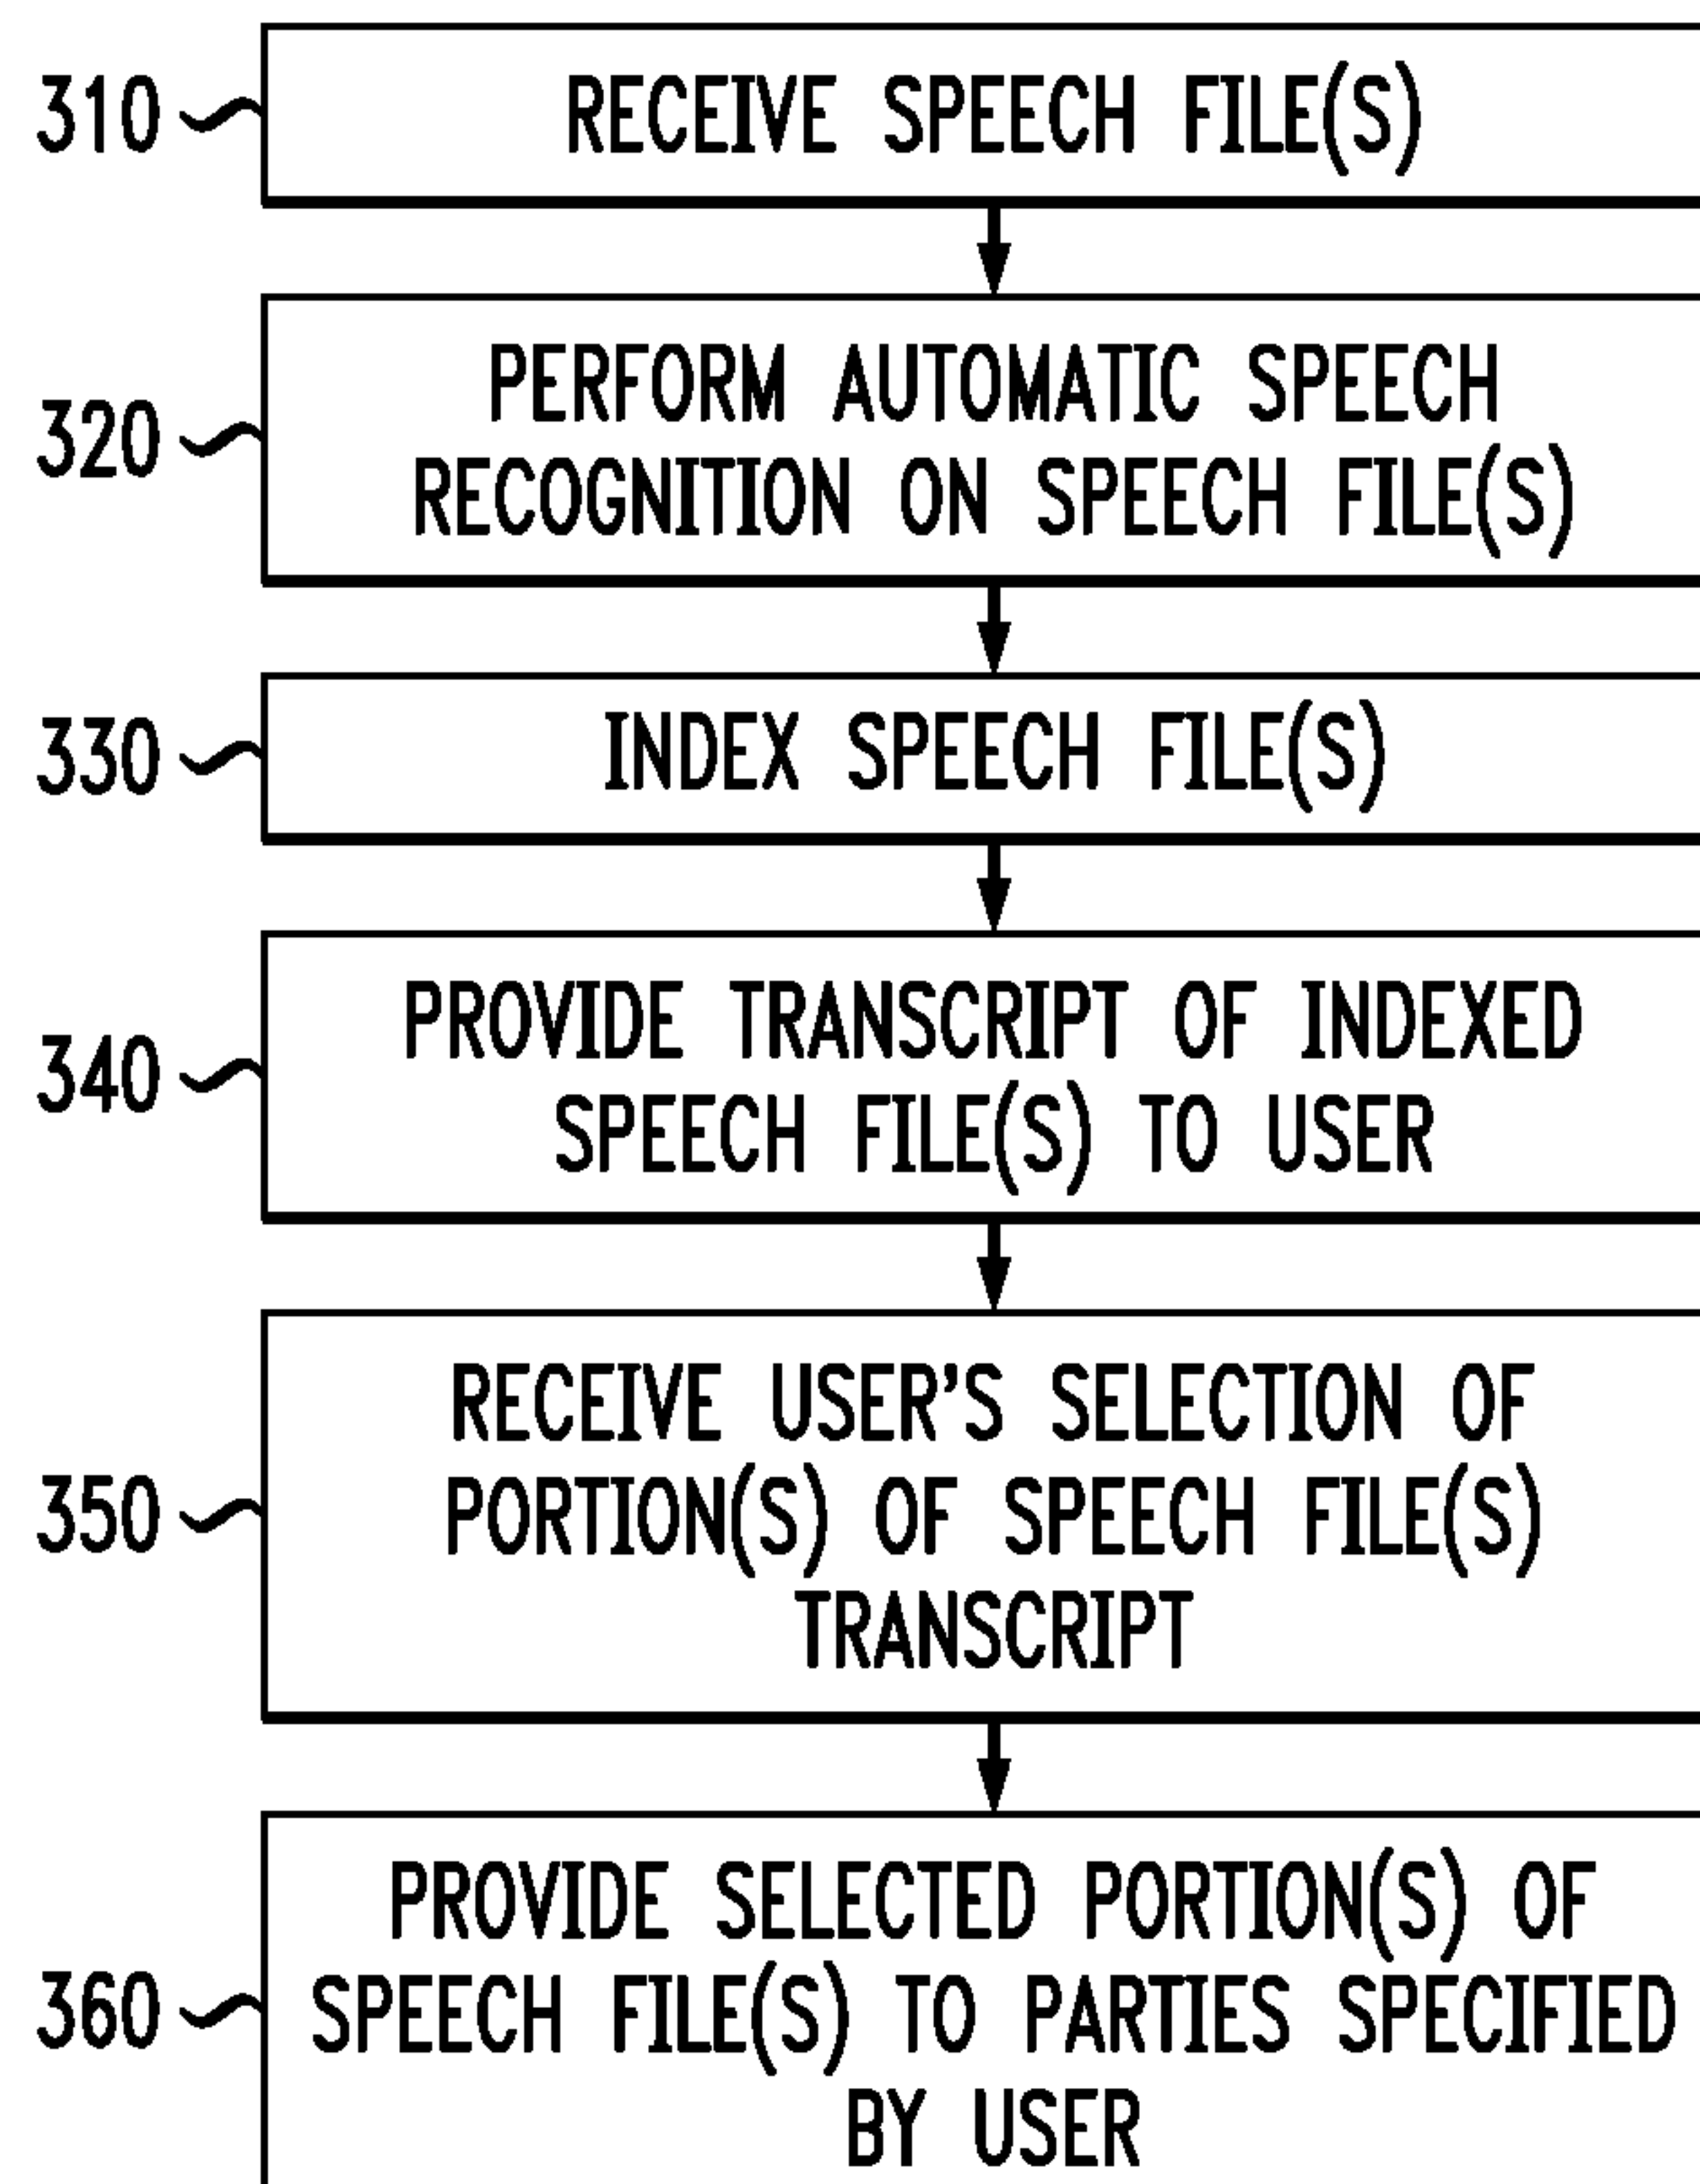 310
RECEIVE SPEECH FILE(S)
320
PERFORM AUTOMATIC SPEECH
RECOGNITION ON SPEECH FILE(S)
330
INDEX SPEECH FILE(S)
340
PROVIDE TRANSCRIPT OF INDEXED
SPEECH FILE(S) TO USER
350
RECEIVE USER'S SELECTION OF
PORTION(S) OF SPEECH FILE(S)
TRANSCRIPT
360
PROVIDE SELECTED PORTION(S) OF
SPEECH FILE(S) TO PARTIES SPECIFIED
BY USER